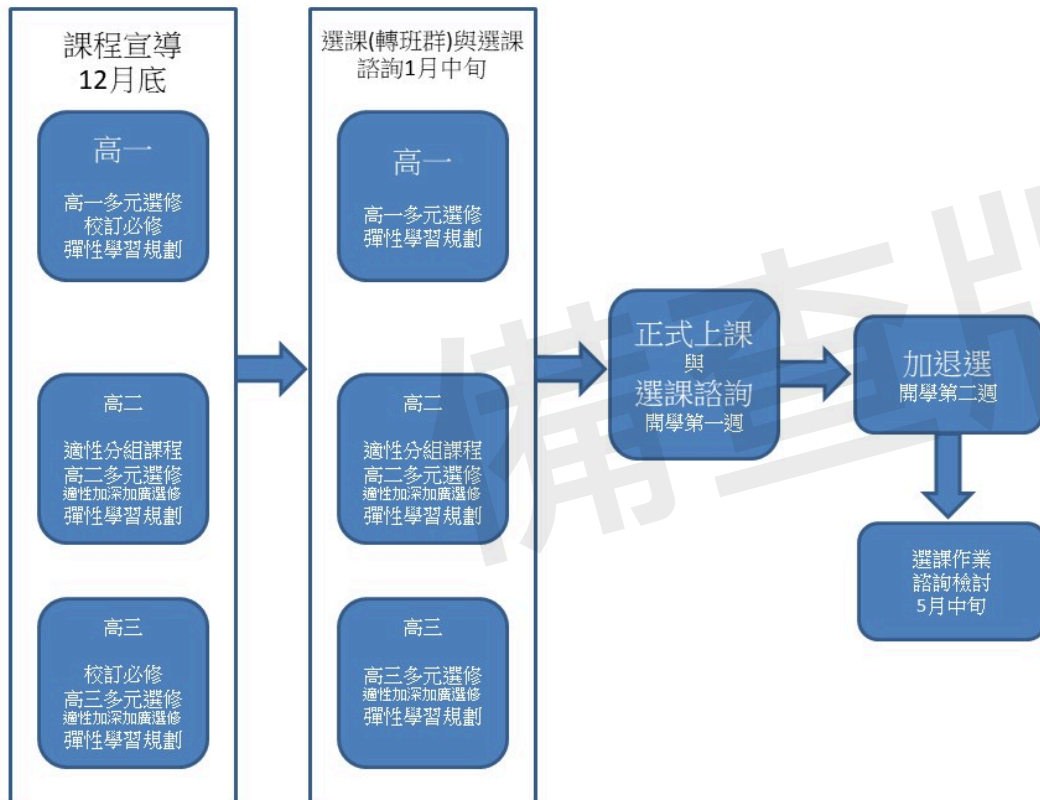 課程宣導
12月底
高一
高一多元選修
校訂必修
彈性學習規劃
高二
適性分組課程
高二多元選修
適性加深加廣選修
彈性學習規劃
高三
校訂必修
高三多元選修
適性加深加廣選修
彈性學習規劃
選課(轉班群)與選課
諮詢1月中旬
高一
高一多元選修
彈性學習規劃
高二
適性分組課程
高二多元選修
適性加深加廣選修
彈性學習規劃
高三
高三多元選修
適性加深加廣選修
彈性學習規劃
正式上課
與
選課諮詢
開學第一週
加退選
開學第二週
選課作業
諮詢檢討
5月中旬
備查